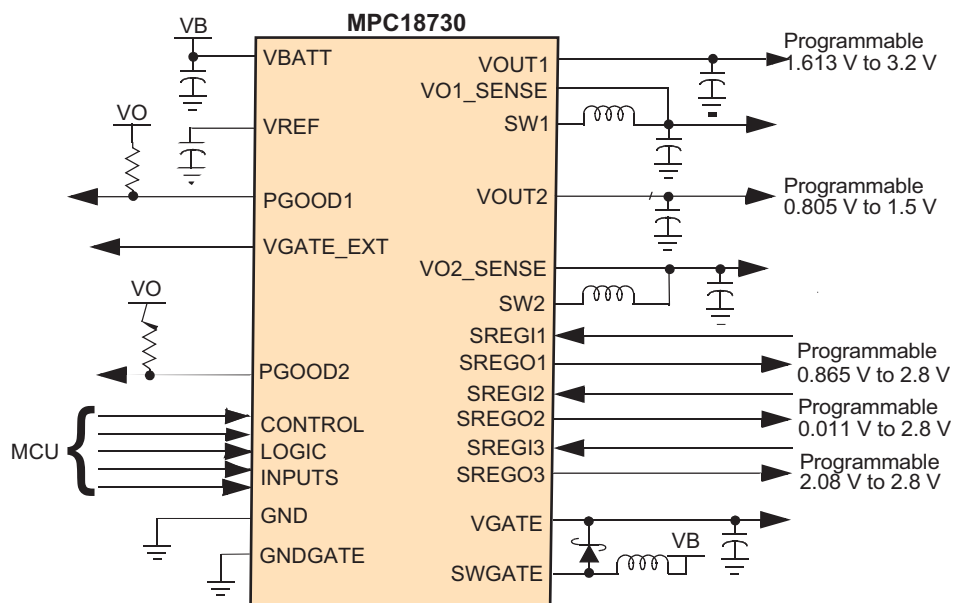 MPC18730
VB
VBATT
VREF
VO
PGOOD1
VGATE_EXT
VO
PGOOD2
MCU
{
CONTROL
LOGIC
INPUTS
GND
GNDGATE
VOUT1
VO1_SENSE
SW1
VOUT2
VO2_SENSE
SW2
SREGI1
SREGO1
SREGI2
SREGO2
SREGI3
SREGO3
VGATE
SWGATE
VB
Programmable
1.613 V to 3.2 V
Programmable
0.805 V to 1.5 V
Programmable
0.865 V to 2.8 V
Programmable
0.011 V to 2.8 V
Programmable
2.08 V to 2.8 V